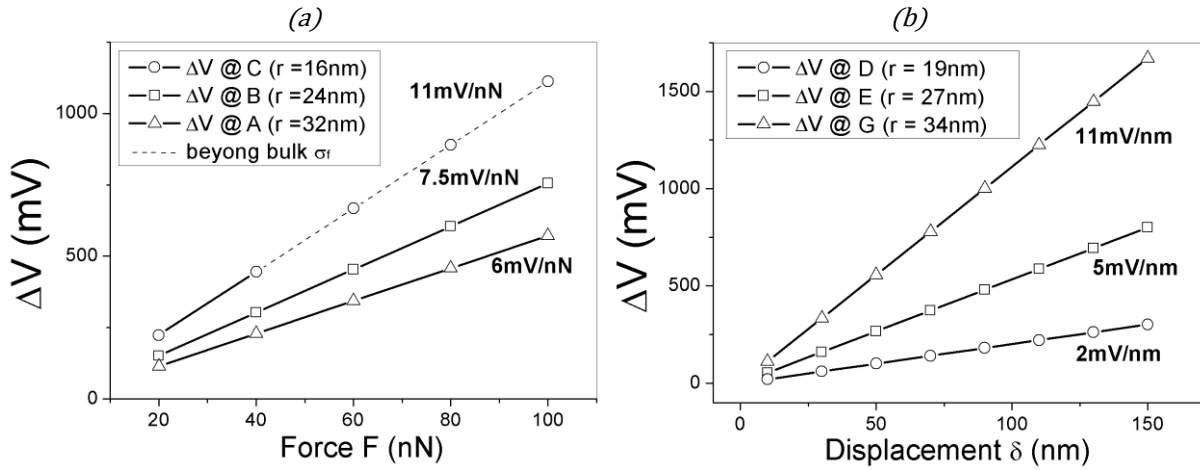 (a)
ΔV @ C (r =16nm)
ΔV @ B (r =24nm)
ΔV @ A (r =32nm)
beyong bulk σf
11mV/nN
7.5mV/nN
6mV/nN
1000
500
0
ΔV (mV)
20 40 60 80 100
Force F (nN)
(b)
ΔV @ D (r = 19nm)
ΔV @ E (r = 27nm)
ΔV @ G (r = 34nm)
11mV/nm
5mV/nm
2mV/nm
1500
1000
500
0
ΔV (mV)
0 50 100 150
Displacement δ (nm)